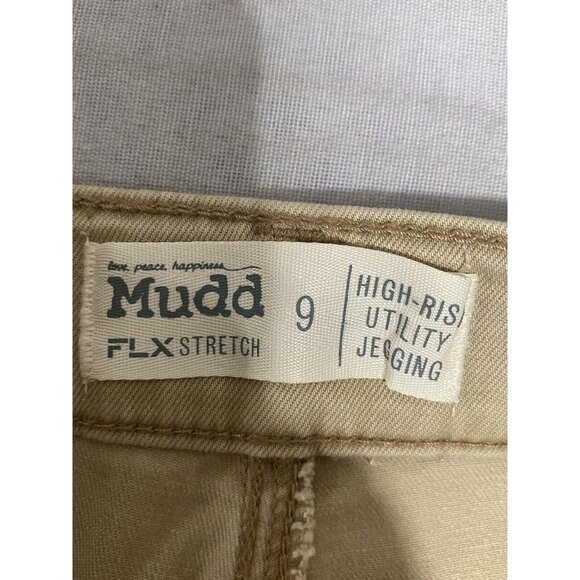 love. peace. happiness
Mudd
FLX STRETCH
9
HIGH-RIS
UTILITY
JEGGING